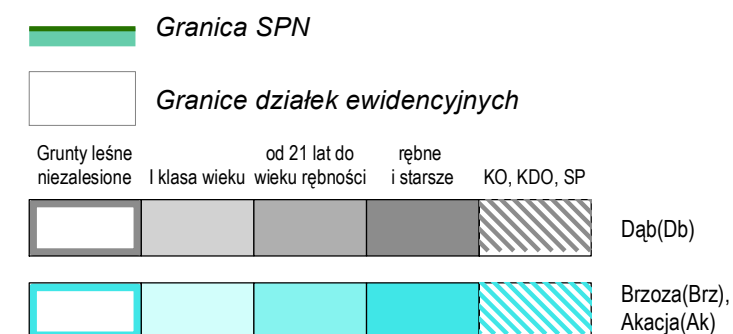 Granica SPN
Granice działek ewidencyjnych
Grunty leśne
niezalesione
I klasa wieku
od 21 lat do
wieku rębności
rębne
i starsze
KO, KDO, SP
Dąb(Db)
Brzoza(Brz),
Akacja(Ak)